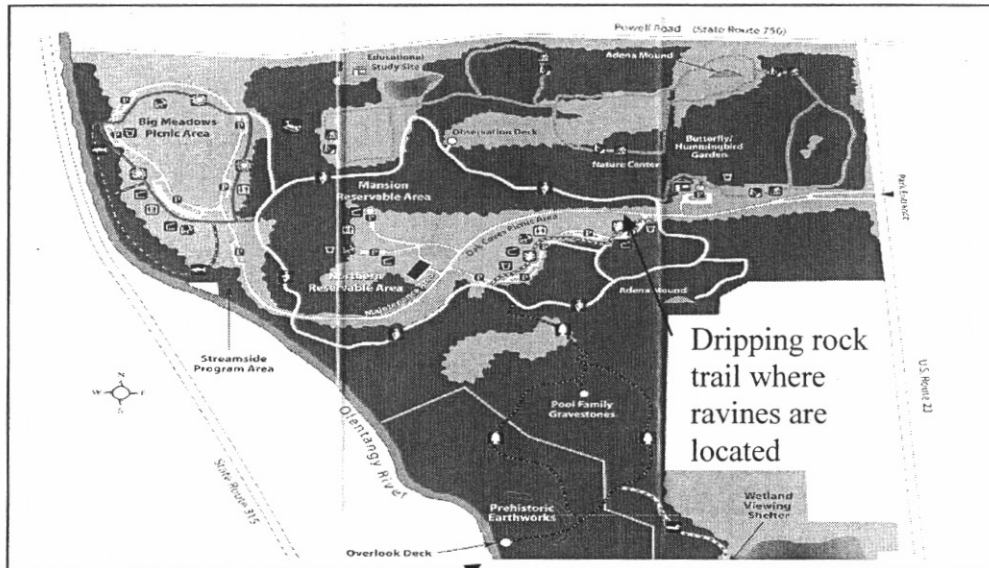 Powell Road (State Route 750)
Educational
Study Site
Adena Mound
Big Meadows
Picnic Area
Observation Deck
Butterfly/
Hummingbird
Garden
Nature Center
Park Entrance
Mansion
Reservable Area
Oak Coves Picnic Area
Northern
Reservable Area
Maintenance Road
Adena Mound
Streamside
Program Area
N
W E
S
Dripping rock
trail where
ravines are
located
U.S. Route 23
Pool Family
Gravestones
Olentangy River
State Route 315
Prehistoric
Earthworks
Wetland
Viewing
Shelter
Overlook Deck